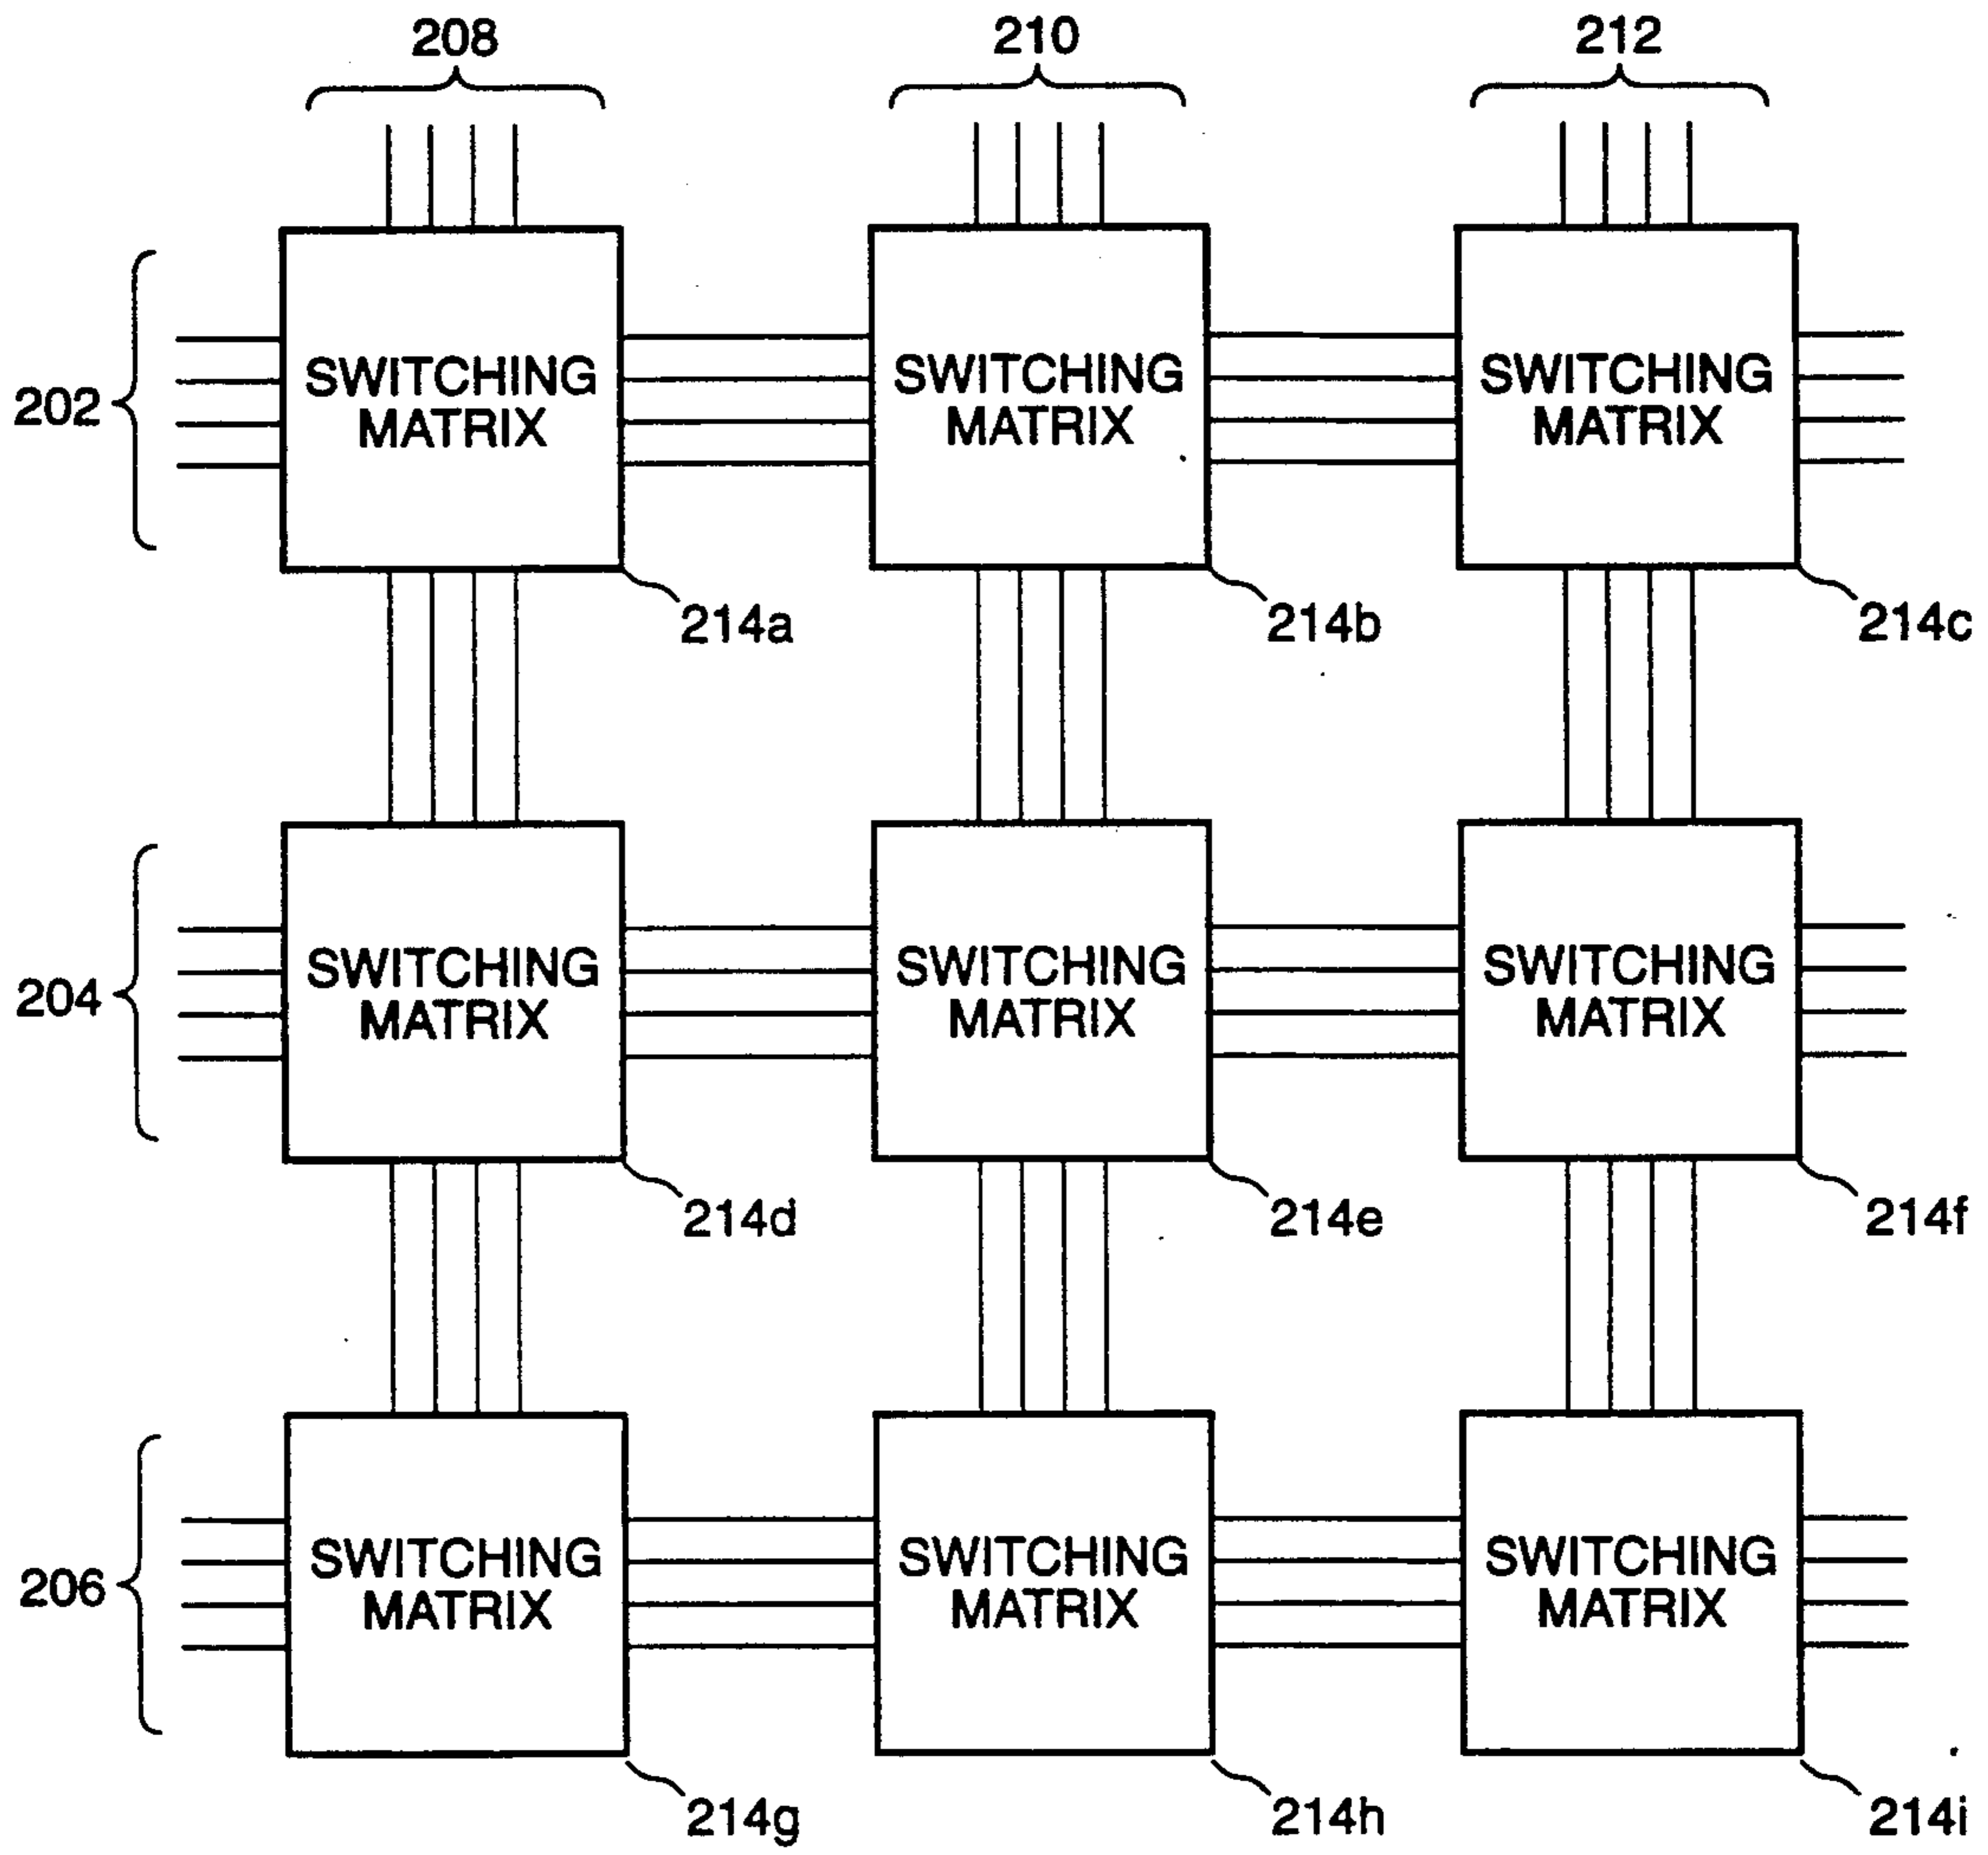 208 210 212
202
SWITCHING
MATRIX
SWITCHING
MATRIX
SWITCHING
MATRIX
214a 214b 214c
204
SWITCHING
MATRIX
SWITCHING
MATRIX
SWITCHING
MATRIX
214d 214e 214f
206
SWITCHING
MATRIX
SWITCHING
MATRIX
SWITCHING
MATRIX
214g 214h 214i